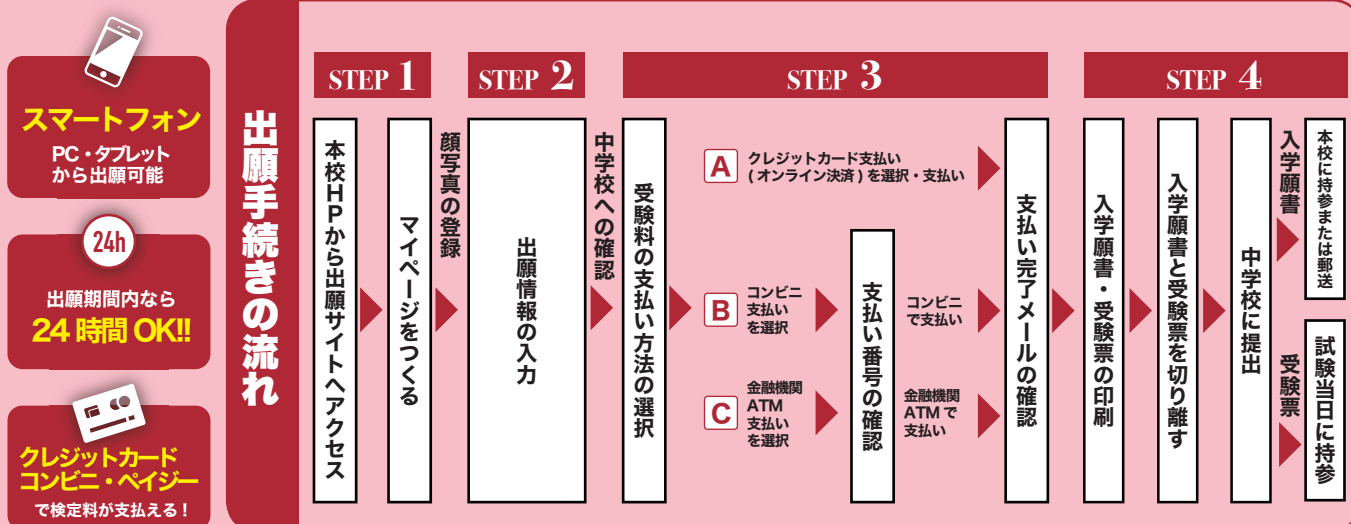 スマートフォン
PC・タブレット
から出願可能
24h
出願期間内なら
24時間 OK!!
クレジットカード
コンビニ・ペイジー
で検定料が支払える!
出願手続きの流れ
STEP 1
本校HPから出願サイトへアクセス
マイページをつくる
顔写真の登録
STEP 2
出願情報の入力
中学校への確認
STEP 3
受験料の支払い方法の選択
A
クレジットカード支払い
(オンライン決済)を選択・支払い
B
コンビニ
支払い
を選択
C
金融機関
ATM
支払い
を選択
支払い番号の確認
コンビニ
で支払い
金融機関
ATMで
支払い
支払い完了メールの確認
STEP 4
入学願書・受験票の印刷
入学願書と受験票を切り離す
中学校に提出
入学願書
本校に持参または郵送
受験票
試験当日に持参